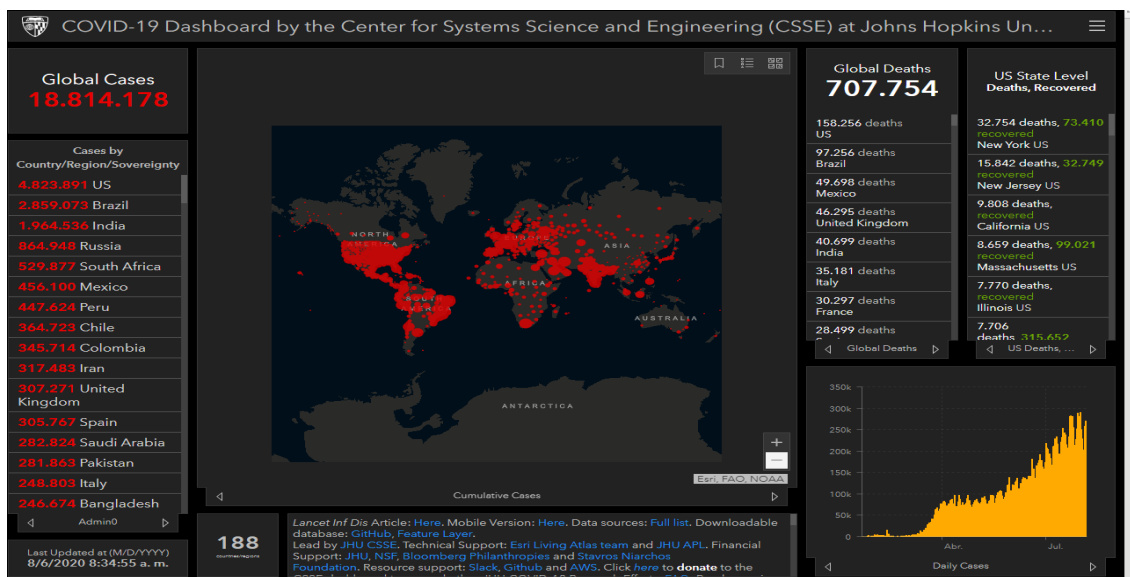 COVID-19 Dashboard by the Center for Systems Science and Engineering (CSSE) at Johns Hopkins Un...
Global Cases
18.814.178
Cases by
Country/Region/Sovereignty
4.823.891 US
2.859.073 Brazil
1.964.536 India
864.948 Russia
529.877 South Africa
456.100 Mexico
447.624 Peru
364.723 Chile
345.714 Colombia
317.483 Iran
307.271 United
Kingdom
305.767 Spain
282.824 Saudi Arabia
281.863 Pakistan
248.803 Italy
246.674 Bangladesh
Admin0
Last Updated at (M/D/YYYY)
8/6/2020 8:34:55 a. m.
NORTH
AMERICA
SOUTH
AMERICA
EUROPE
AFRICA
ASIA
AUSTRALIA
ANTARCTICA
+
−
Esri, FAO, NOAA
Cumulative Cases
188
countries/regions
Lancet Inf Dis Article: Here. Mobile Version: Here. Data sources: Full list. Downloadable
database: GitHub, Feature Layer.
Lead by JHU CSSE. Technical Support: Esri Living Atlas team and JHU APL. Financial
Support: JHU, NSF, Bloomberg Philanthropies and Stavros Niarchos
Foundation. Resource support: Slack, Github and AWS. Click here to donate to the
Global Deaths
707.754
158.256 deaths
US
97.256 deaths
Brazil
49.698 deaths
Mexico
46.295 deaths
United Kingdom
40.699 deaths
India
35.181 deaths
Italy
30.297 deaths
France
28.499 deaths
Global Deaths
US State Level
Deaths, Recovered
32.754 deaths, 73.410
recovered
New York US
15.842 deaths, 32.749
recovered
New Jersey US
9.808 deaths,
recovered
California US
8.659 deaths, 99.021
recovered
Massachusetts US
7.770 deaths,
recovered
Illinois US
7.706
deaths, 315.652
US Deaths, ...
350k
300k
250k
200k
150k
100k
50k
0
Abr.
Jul.
Daily Cases